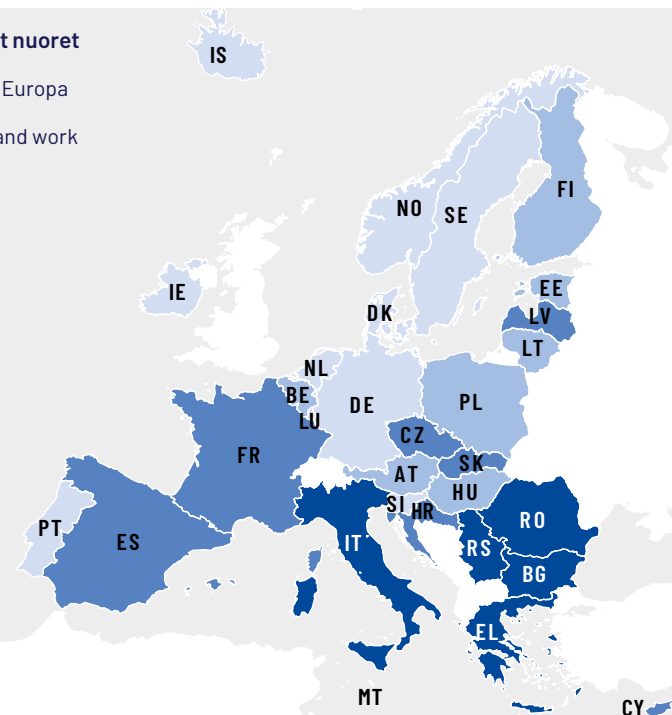 t nuoret
Europa
and work
IS
NO
SE
FI
IE
DK
EE
LV
LT
NL
BE
LU
DE
PL
CZ
FR
SK
AT
HU
SI
HR
PT
ES
IT
RO
RS
BG
EL
MT
CY